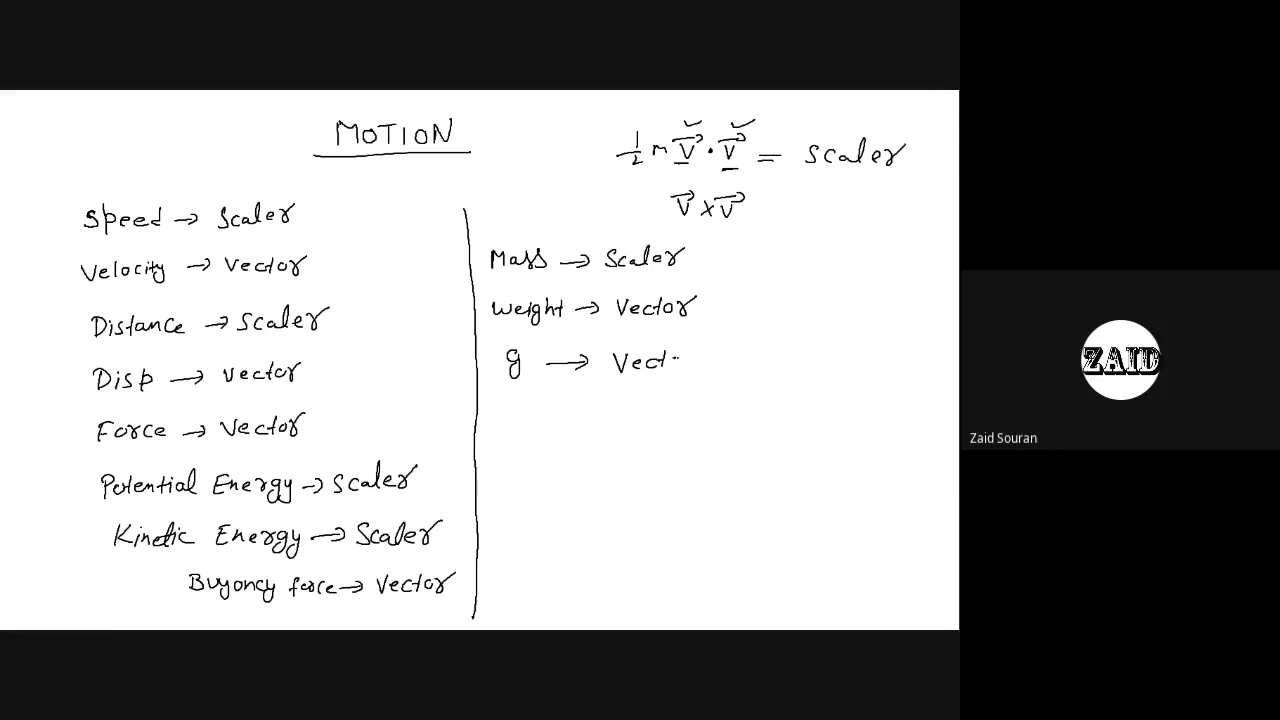 MOTION
1/2 m V⃗ · V⃗ = Scaler
V⃗ × V⃗
Speed → Scaler
Velocity → Vector
Distance → Scaler
Disp → Vector
Force → Vector
Potential Energy → Scaler
Kinetic Energy → Scaler
Buyoncy force → Vector
Mass → Scaler
Weight → Vector
g → Vect
ZAID
Zaid Souran